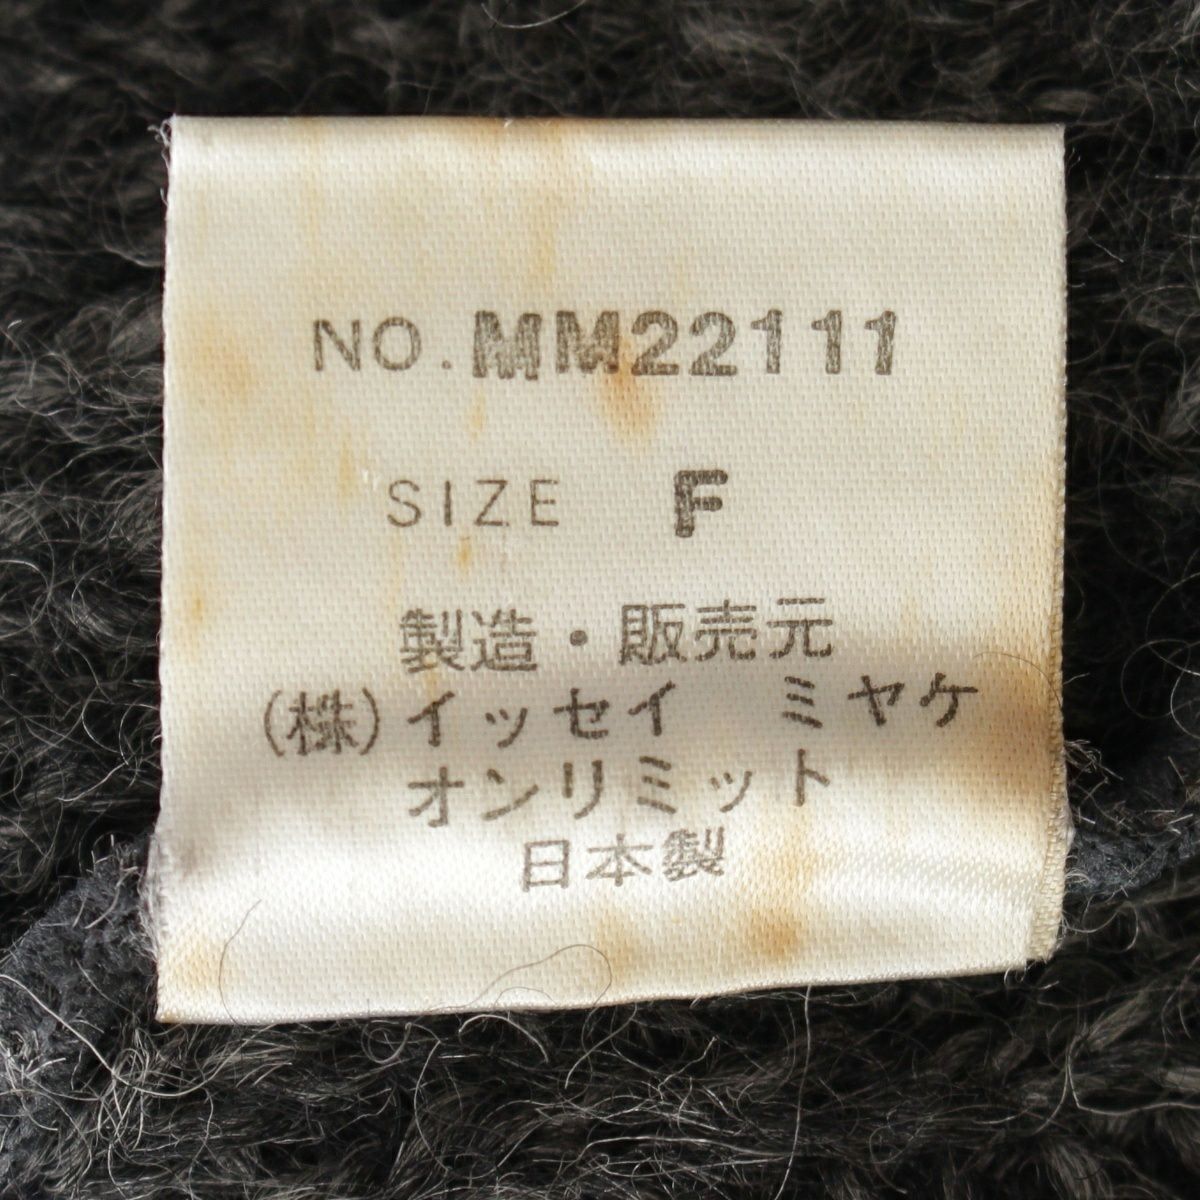 NO. MM22111
SIZE F
製造・販売元
(株)イッセイ ミヤケ
オンリミット
日本製